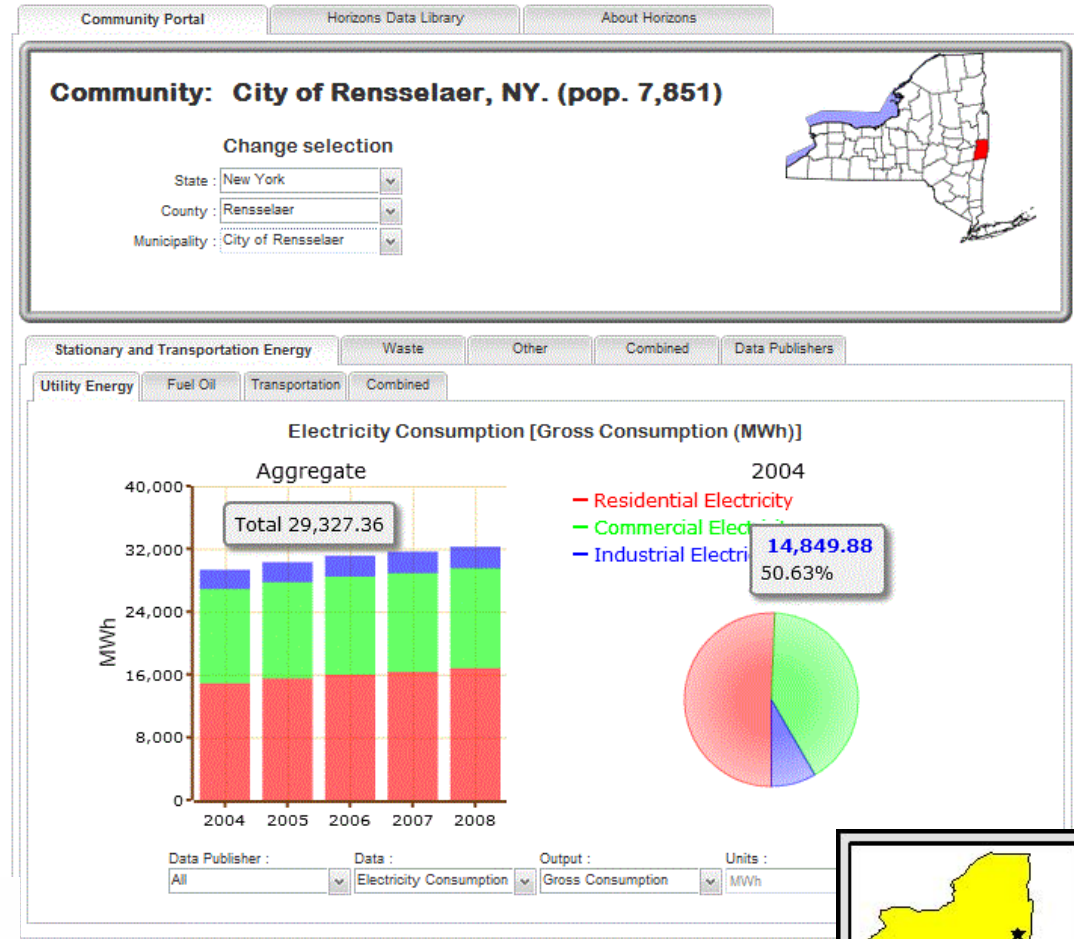 Community Portal
Horizons Data Library
About Horizons
Community: City of Rensselaer, NY. (pop. 7,851)
Change selection
State : New York
County : Rensselaer
Municipality : City of Rensselaer
Stationary and Transportation Energy
Waste
Other
Combined
Data Publishers
Utility Energy
Fuel Oil
Transportation
Combined
Electricity Consumption [Gross Consumption (MWh)]
Aggregate
40,000
32,000
24,000
16,000
8,000
0
MWh
Total 29,327.36
2004 2005 2006 2007 2008
2004
Residential Electricity
Commercial Elect
Industrial Electri
14,849.88
50.63%
Data Publisher :
All
Data :
Electricity Consumption
Output :
Gross Consumption
Units :
MWh